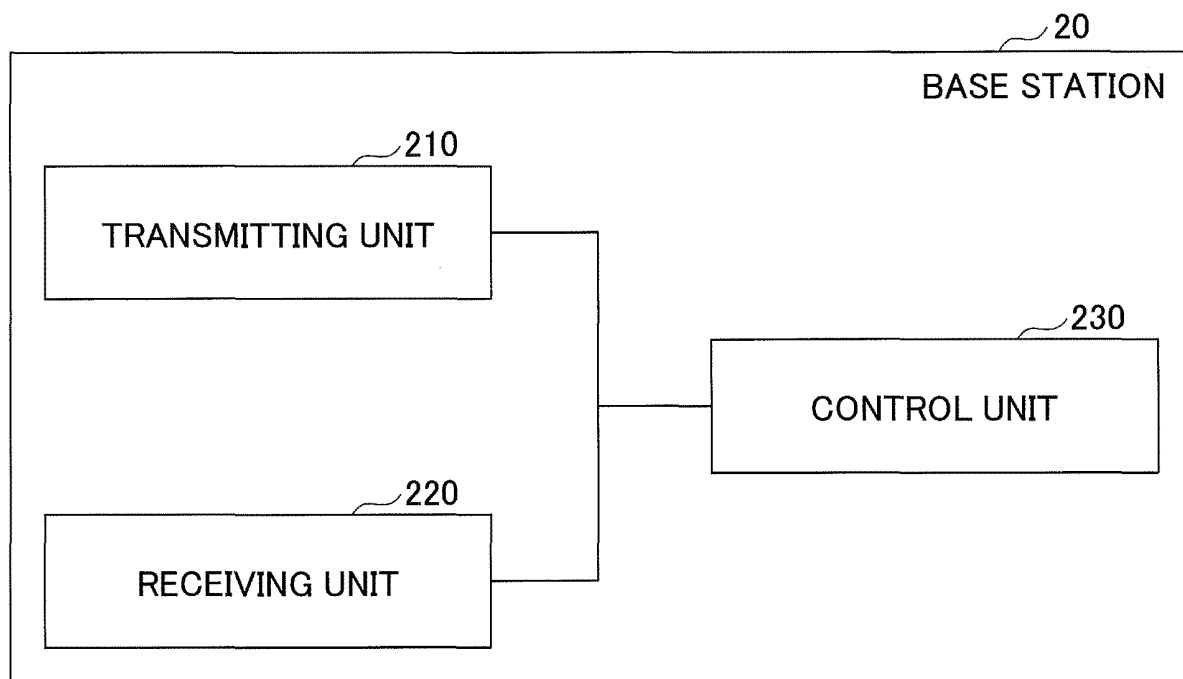 20
BASE STATION
210
TRANSMITTING UNIT
230
CONTROL UNIT
220
RECEIVING UNIT